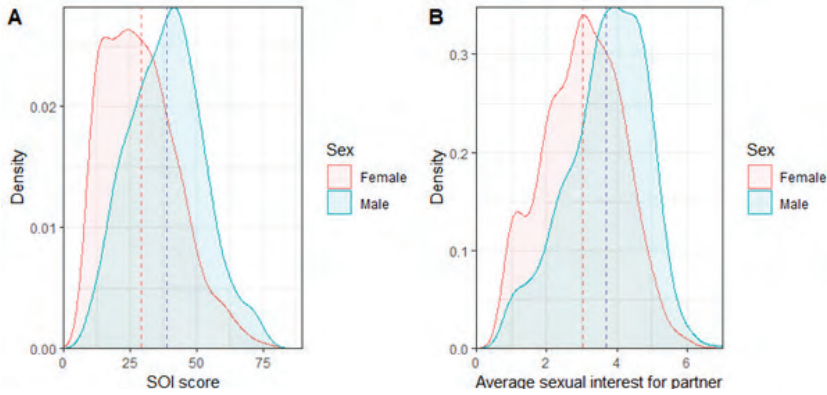 A
Density
0.02
0.01
0.00
0
25
50
75
SOI score
Sex
Female
Male
B
Density
0.3
0.2
0.1
0.0
0
2
4
6
Average sexual interest for partner
Sex
Female
Male